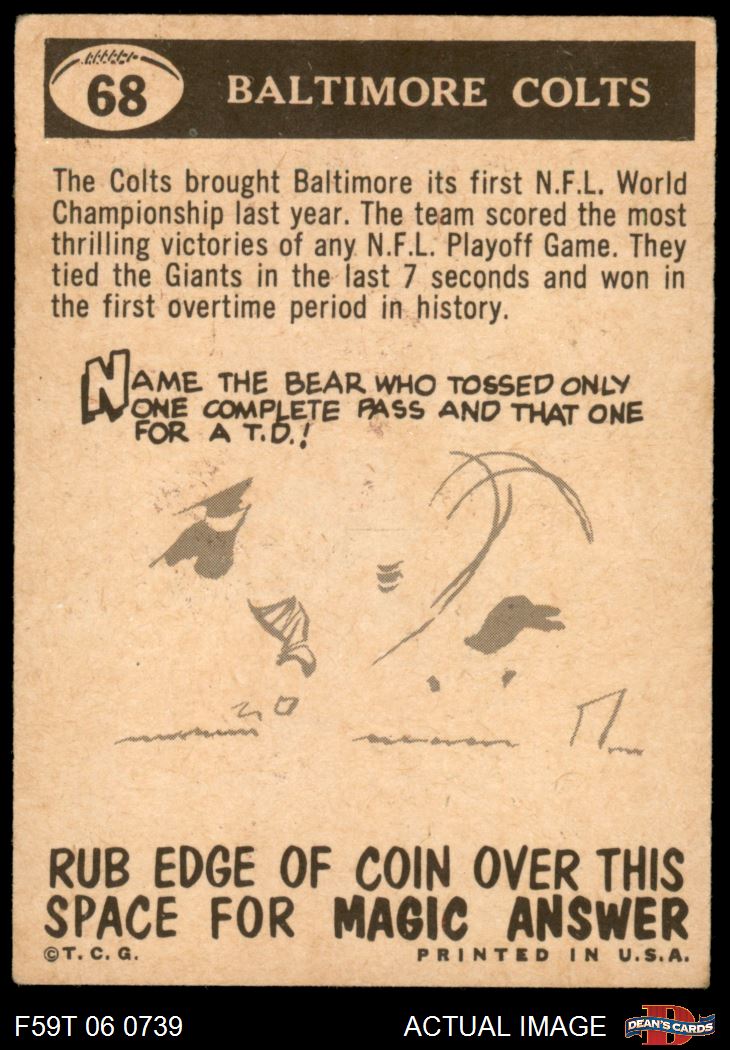 68 BALTIMORE COLTS
The Colts brought Baltimore its first N.F.L. World
Championship last year. The team scored the most
thrilling victories of any N.F.L. Playoff Game. They
tied the Giants in the last 7 seconds and won in
the first overtime period in history.
NAME THE BEAR WHO TOSSED ONLY
ONE COMPLETE PASS AND THAT ONE
FOR A T.D.!
RUB EDGE OF COIN OVER THIS
SPACE FOR MAGIC ANSWER
©T. C. G. PRINTED IN U.S.A.
F59T 06 0739 ACTUAL IMAGE D DEAN'S CARDS